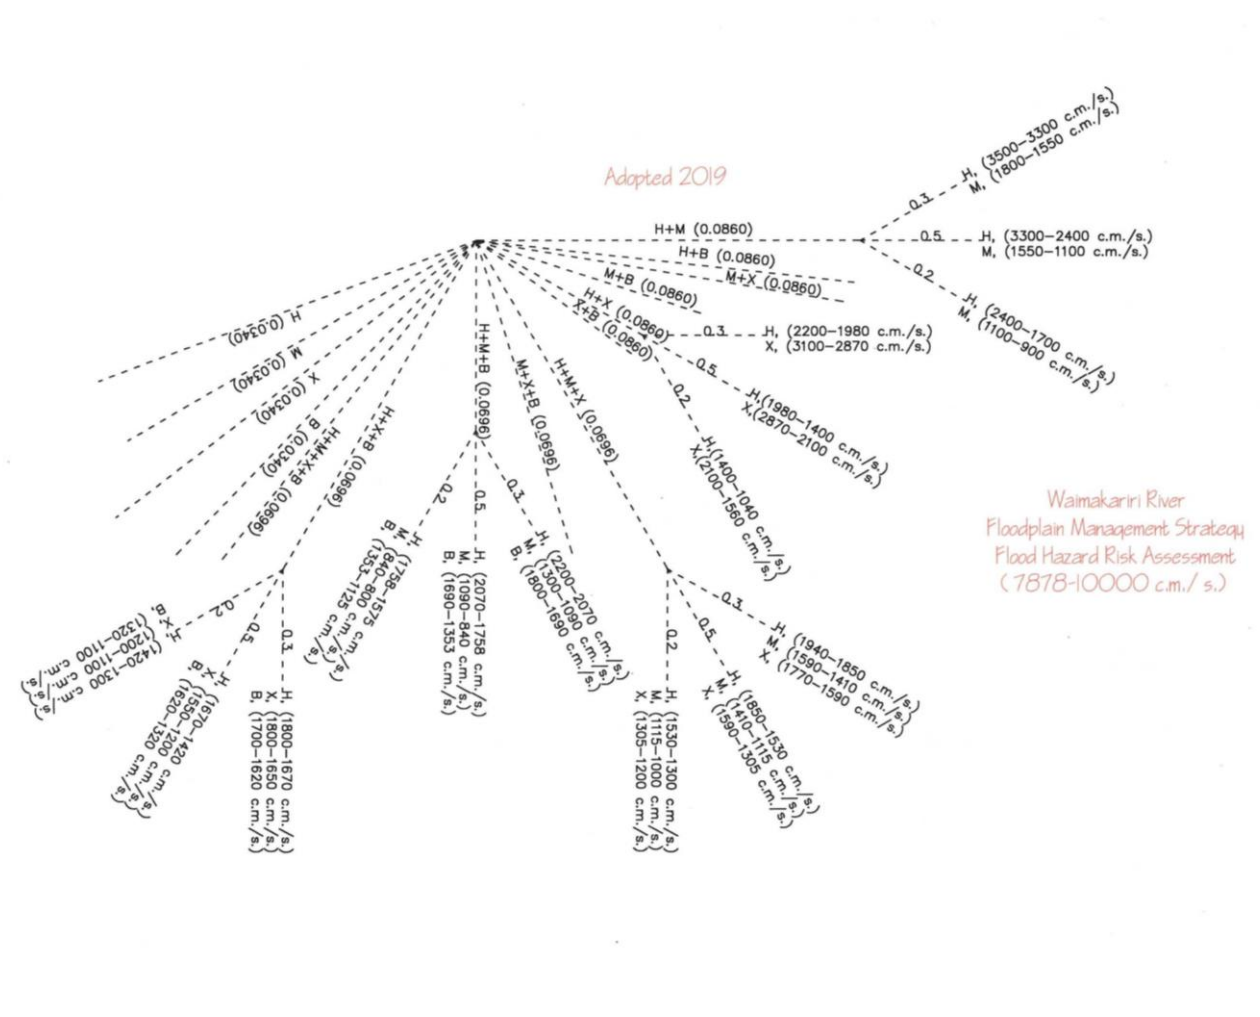 Adopted 2019
H+M (0.0860)
0.3
H, (3500-3300 c.m./s.)
M, (1800-1550 c.m./s.)
0.5
H, (3300-2400 c.m./s.)
M, (1550-1100 c.m./s.)
0.2
H, (2400-1700 c.m./s.)
M, (1100-900 c.m./s.)
H+B (0.0860)
M+X (0.0860)
M+B (0.0860)
H+X (0.0860)
0.3
H, (2200-1980 c.m./s.)
X, (3100-2870 c.m./s.)
0.5
H,(1980-1400 c.m./s.)
X,(2870-2100 c.m./s.)
0.2
H,(1400-1040 c.m./s.)
X,(2100-1560 c.m./s.)
X+B (0.0860)
H+M+X (0.0696)
0.3
H, (1940-1850 c.m./s.)
M, (1590-1410 c.m./s.)
X, (1770-1590 c.m./s.)
0.5
H, (1850-1530 c.m./s.)
M, (1410-1115 c.m./s.)
X, (1590-1305 c.m./s.)
0.2
H, (1530-1300 c.m./s.)
M, (1115-1000 c.m./s.)
X, (1305-1200 c.m./s.)
M+X+B (0.0696)
H+M+B (0.0696)
0.3
H, (2200-2070 c.m./s.)
M, (1300-1090 c.m./s.)
B, (1800-1690 c.m./s.)
0.5
H, (2070-1758 c.m./s.)
M, (1090-840 c.m./s.)
B, (1690-1353 c.m./s.)
0.2
H, (1758-1575 c.m./s.)
M, (840-800 c.m./s.)
B, (1353-1125 c.m./s.)
H+X+B (0.0696)
0.3
H, (1800-1670 c.m./s.)
X, (1800-1650 c.m./s.)
B, (1700-1620 c.m./s.)
0.5
H, (1670-1420 c.m./s.)
X, (1550-1200 c.m./s.)
B, (1620-1320 c.m./s.)
0.2
H, (1420-1300 c.m./s.)
X, (1200-1100 c.m./s.)
B, (1320-1100 c.m./s.)
H+M+X+B (0.0696)
B (0.0340)
X (0.0340)
M (0.0340)
H (0.0340)
Waimakariri River
Floodplain Management Strategy
Flood Hazard Risk Assessment
(7878-10000 c.m./ s.)